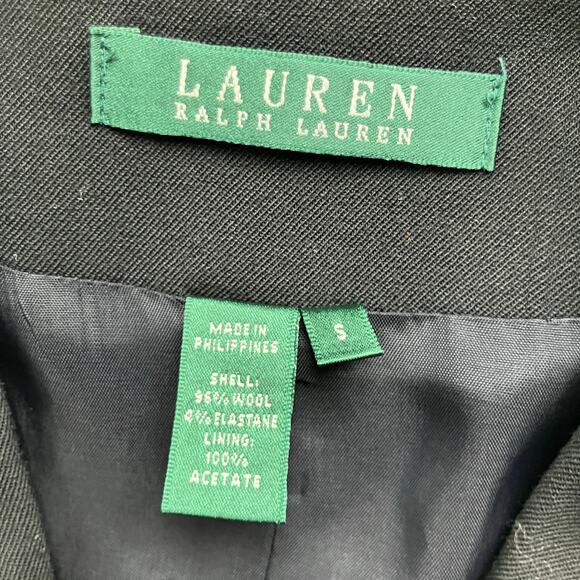 LAUREN
RALPH LAUREN
MADE IN
PHILIPPINES
S
SHELL:
96% WOOL
4% ELASTANE
LINING:
100%
ACETATE